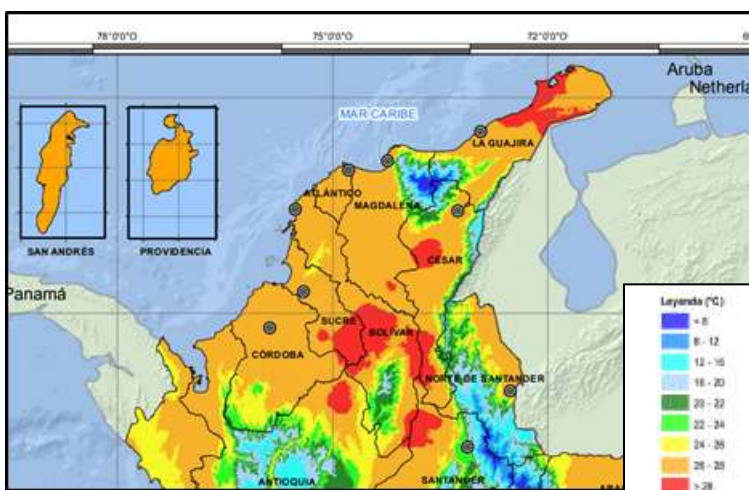 78°0'0"O
75°0'0"O
72°0'0"O
Aruba
Netherla
MAR CARIBE
LA GUAJIRA
ATLÁNTICO
MAGDALENA
SAN ANDRÉS
PROVIDENCIA
CESAR
Panamá
SUCRE
BOLÍVAR
CÓRDOBA
NORTE DE SANTANDER
ANTIOQUIA
SANTANDER
Leyenda (°C)
< 8
8 - 12
12 - 16
16 - 20
20 - 22
22 - 24
24 - 26
26 - 28
> 28